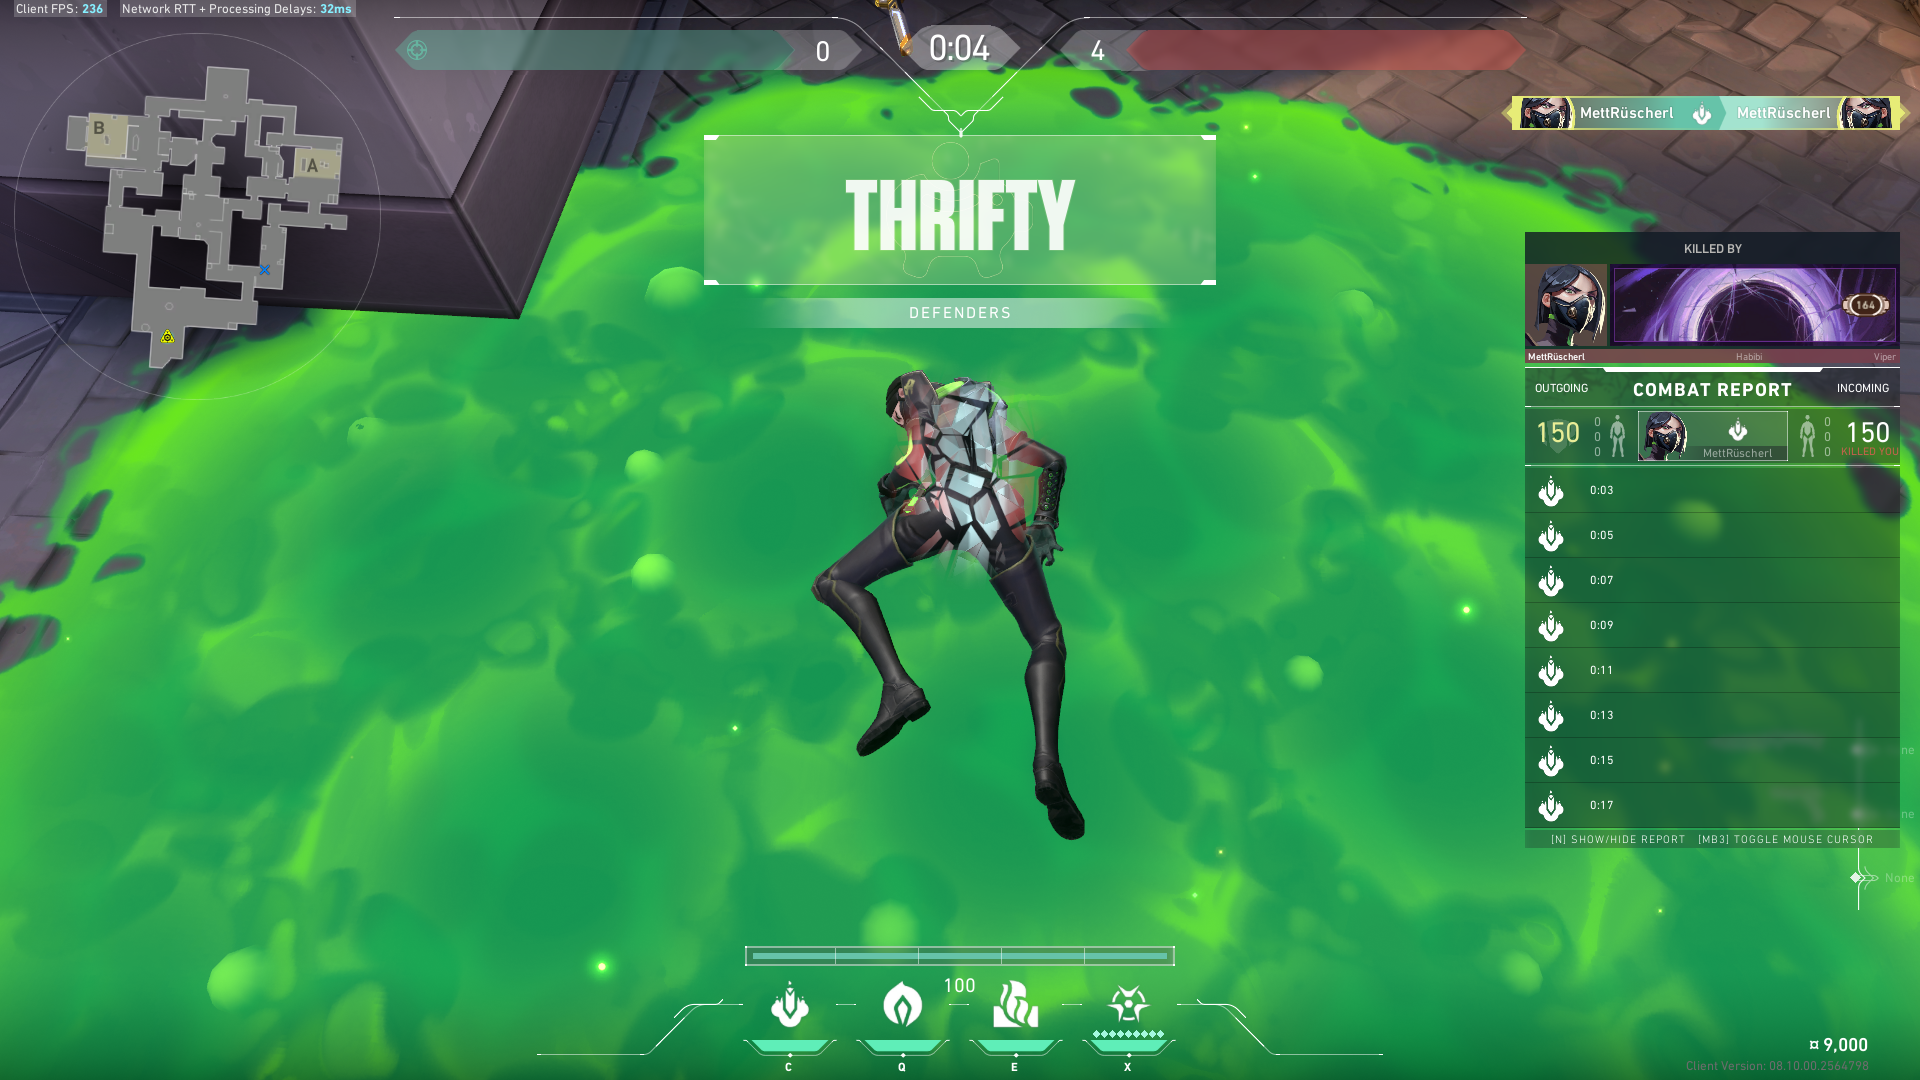 Client FPS: 236
Network RTT + Processing Delays: 32ms
0
0:04
4
B
A
MettRüscherl
MettRüscherl
THRIFTY
DEFENDERS
KILLED BY
164
MettRüscherl
Habibi
Viper
OUTGOING
COMBAT REPORT
INCOMING
150
0
0
0
MettRüscherl
0
0
0
150
KILLED YOU
0:03
0:05
0:07
0:09
0:11
0:13
0:15
0:17
[N] SHOW/HIDE REPORT
[MB3] TOGGLE MOUSE CURSOR
None
100
C
Q
E
X
¤ 9,000
Client Version: 08.10.00.2564798